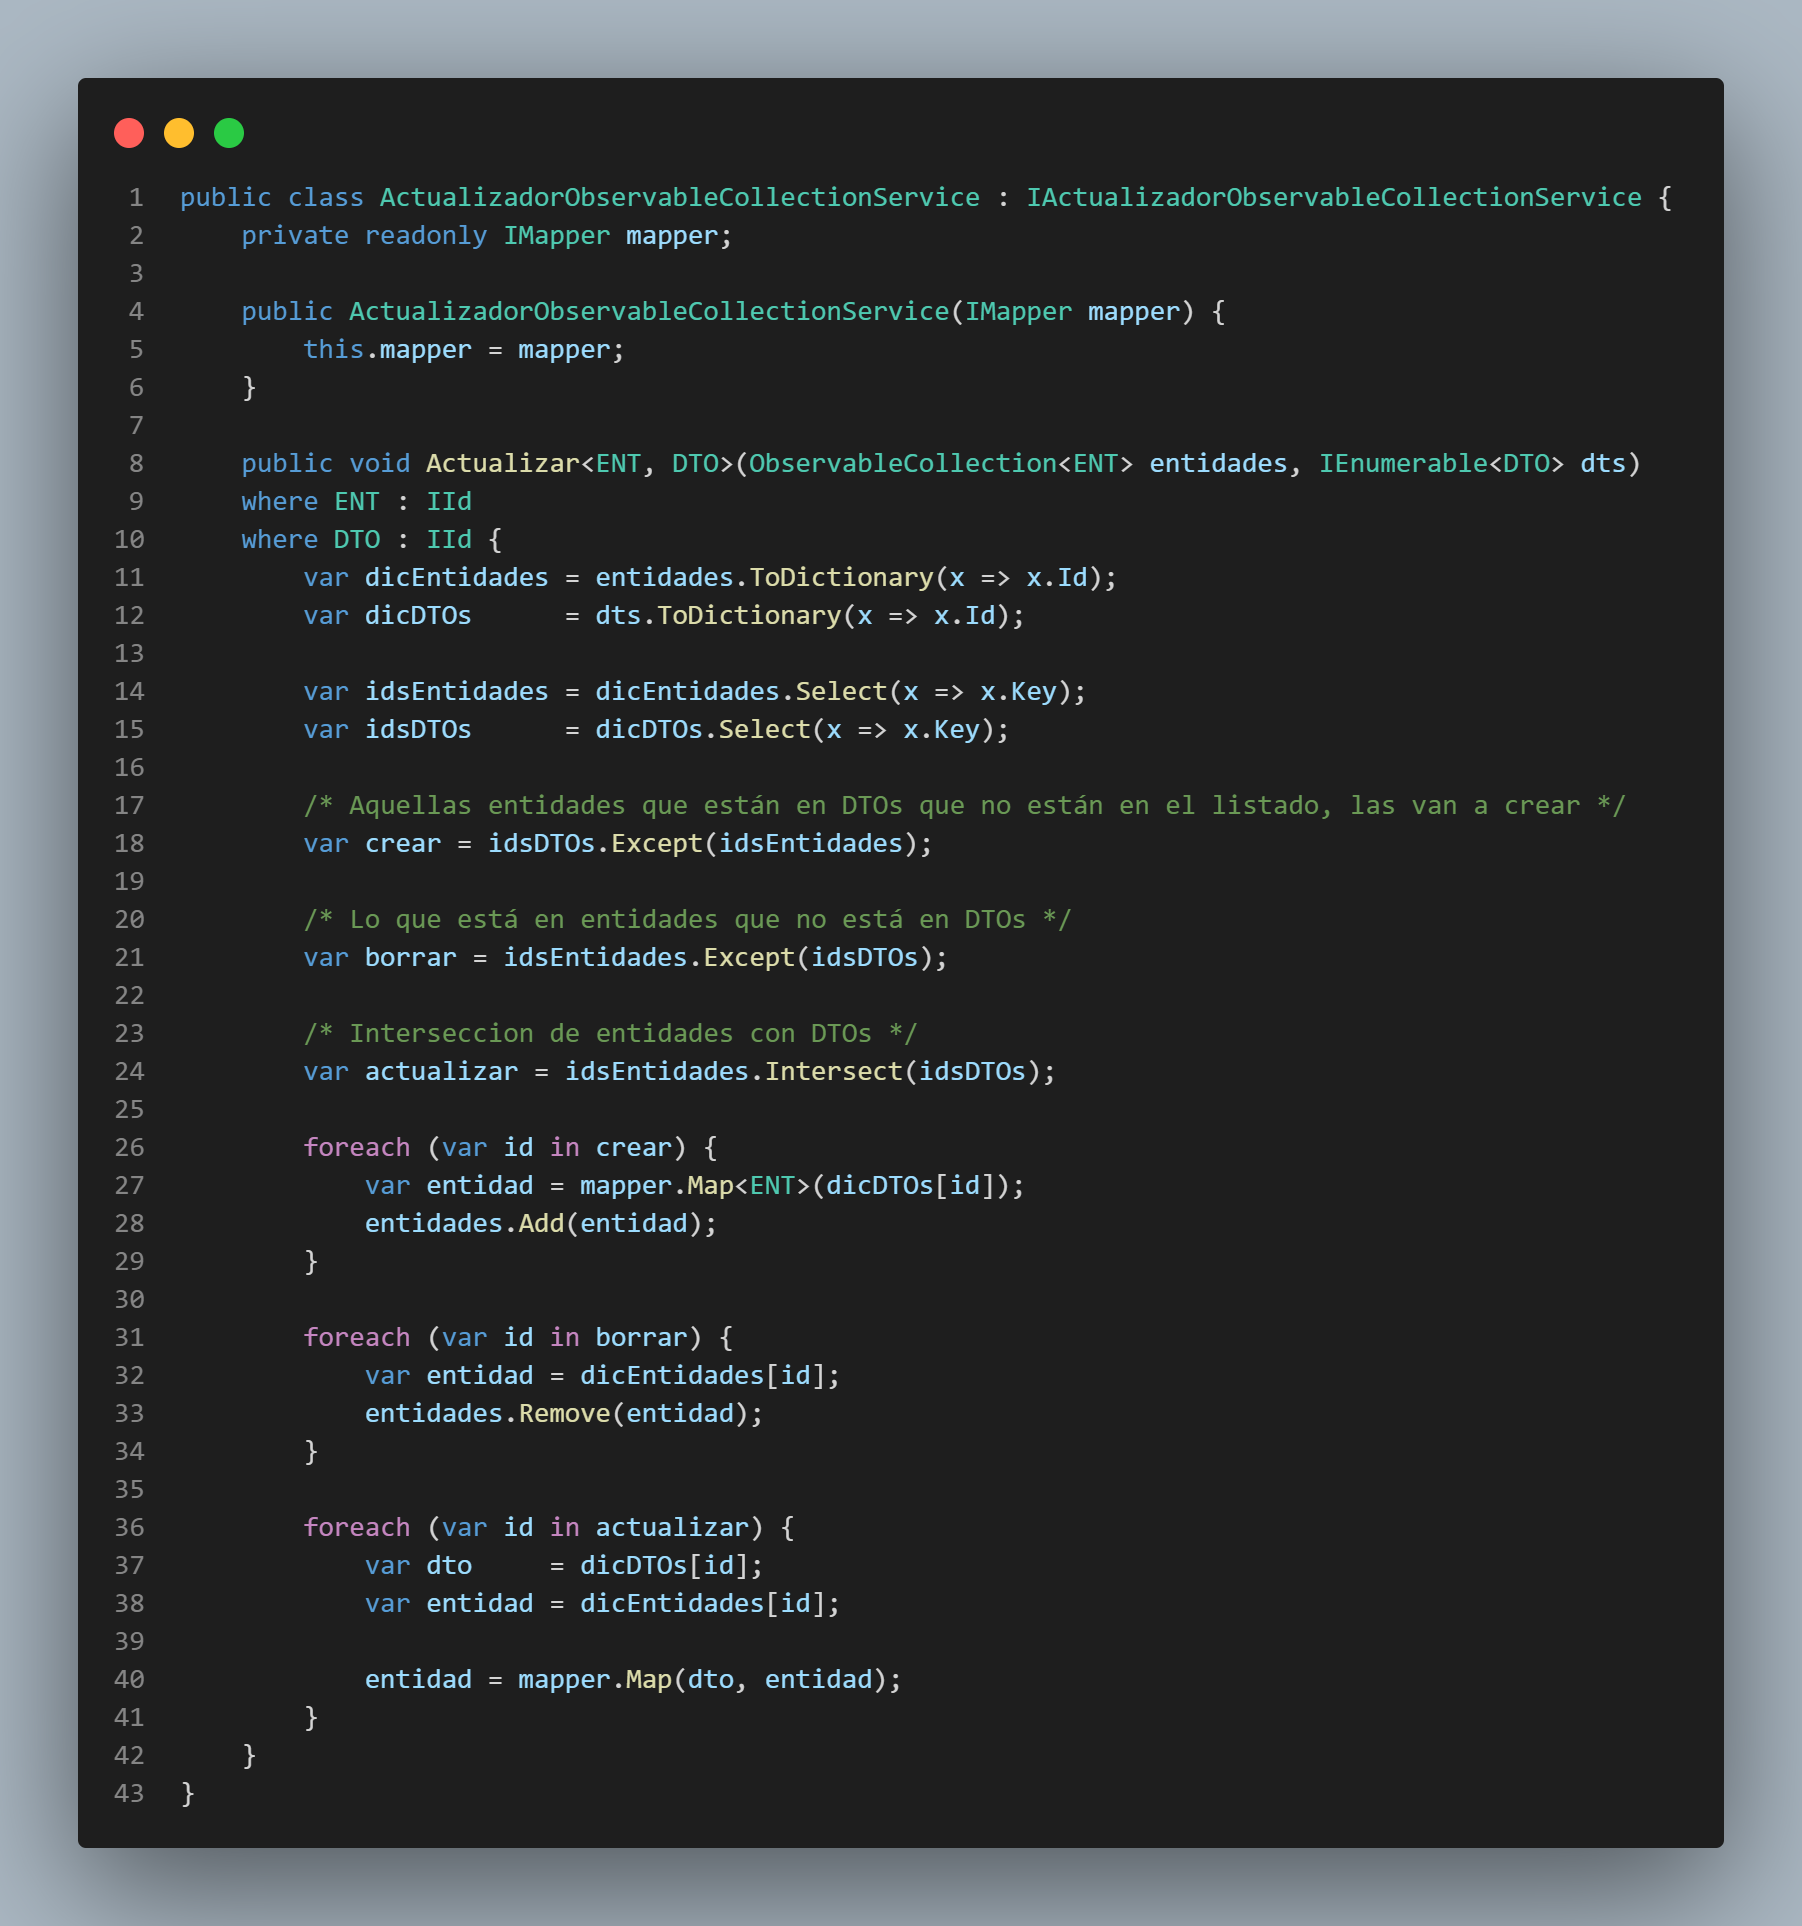 1 public class ActualizadorObservableCollectionService : IActualizadorObservableCollectionService {
2     private readonly IMapper mapper;
3
4     public ActualizadorObservableCollectionService(IMapper mapper) {
5         this.mapper = mapper;
6     }
7
8     public void Actualizar<ENT, DTO>(ObservableCollection<ENT> entidades, IEnumerable<DTO> dts)
9     where ENT : IId
10     where DTO : IId {
11         var dicEntidades = entidades.ToDictionary(x => x.Id);
12         var dicDTOs      = dts.ToDictionary(x => x.Id);
13
14         var idsEntidades = dicEntidades.Select(x => x.Key);
15         var idsDTOs      = dicDTOs.Select(x => x.Key);
16
17         /* Aquellas entidades que están en DTOs que no están en el listado, las van a crear */
18         var crear = idsDTOs.Except(idsEntidades);
19
20         /* Lo que está en entidades que no está en DTOs */
21         var borrar = idsEntidades.Except(idsDTOs);
22
23         /* Interseccion de entidades con DTOs */
24         var actualizar = idsEntidades.Intersect(idsDTOs);
25
26         foreach (var id in crear) {
27             var entidad = mapper.Map<ENT>(dicDTOs[id]);
28             entidades.Add(entidad);
29         }
30
31         foreach (var id in borrar) {
32             var entidad = dicEntidades[id];
33             entidades.Remove(entidad);
34         }
35
36         foreach (var id in actualizar) {
37             var dto     = dicDTOs[id];
38             var entidad = dicEntidades[id];
39
40             entidad = mapper.Map(dto, entidad);
41         }
42     }
43 }